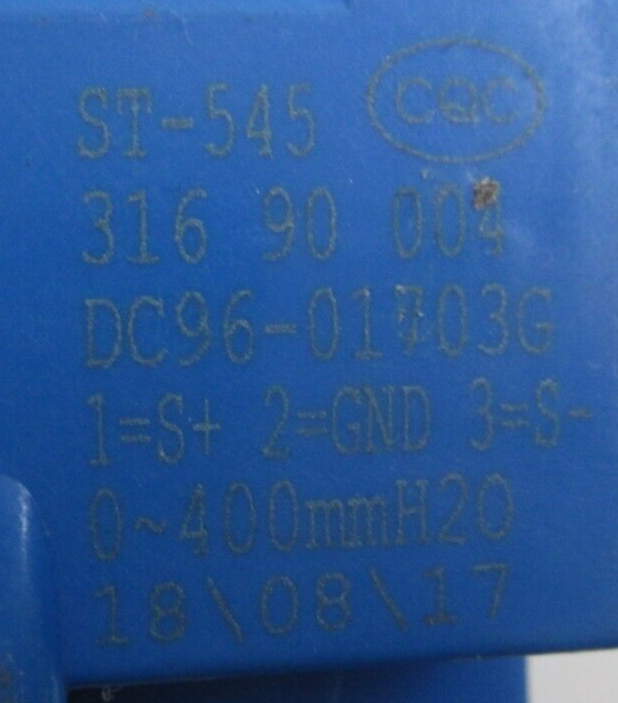 ST-545 CQC
316 90 004
DC96-01703G
1=S+ 2=GND 3=S-
0~400mmH2O
18\08\17